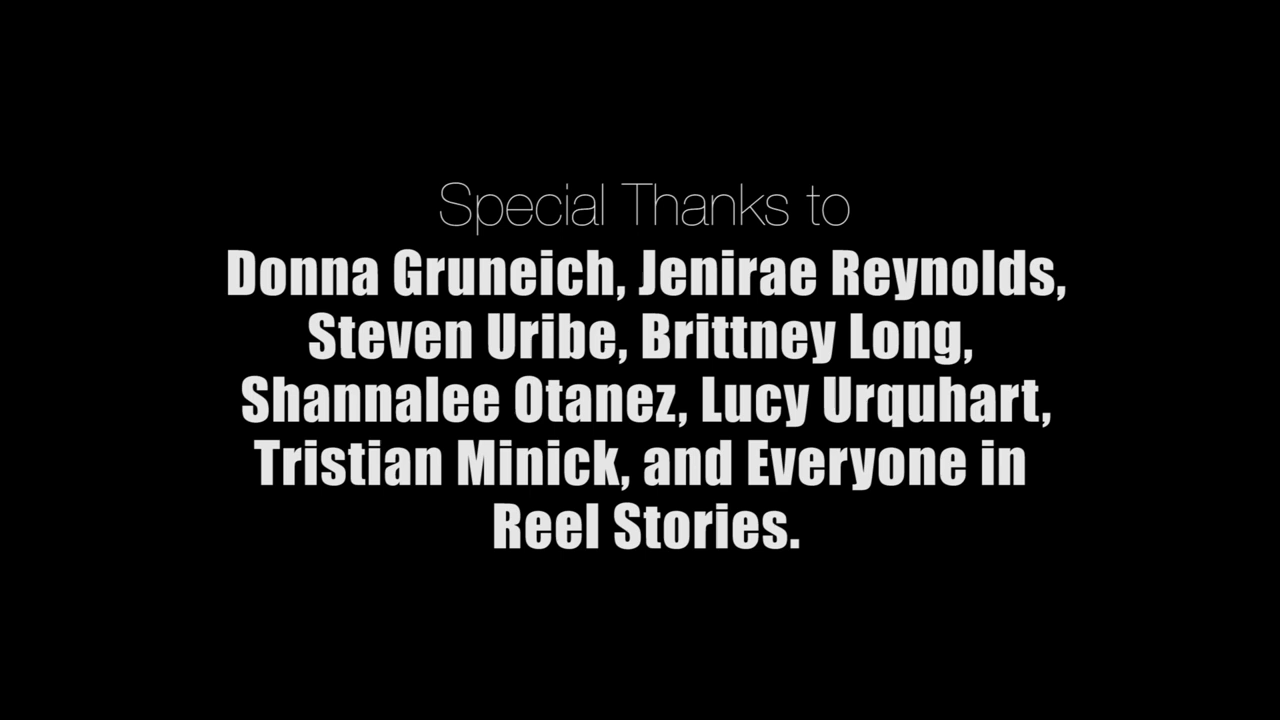 Special Thanks to
Donna Gruneich, Jenirae Reynolds,
Steven Uribe, Brittney Long,
Shannalee Otanez, Lucy Urquhart,
Tristian Minick, and Everyone in
Reel Stories.